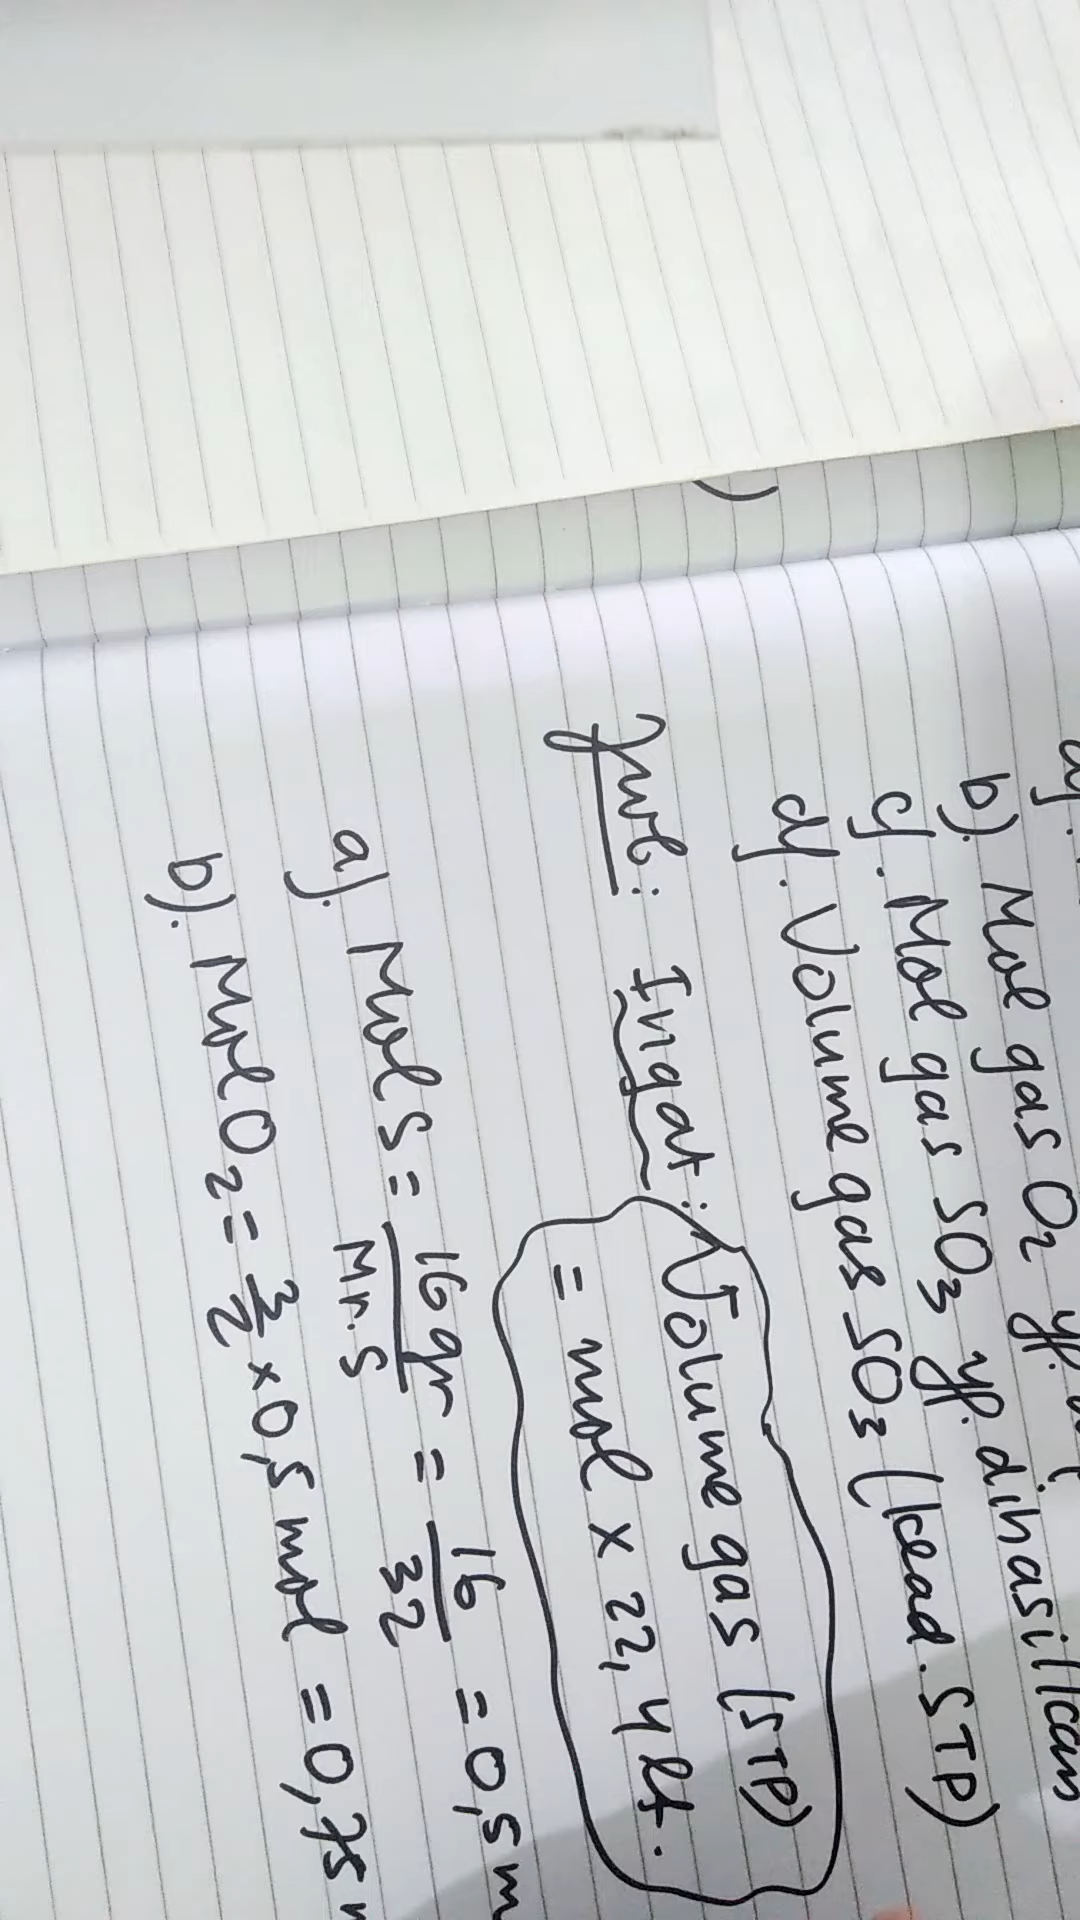 b). Mol gas O2 yg.
c). Mol gas SO3 yg. dihasilkan
d). Volume gas SO3 (kead. STP)
Jwb: Ingat: Volume gas (STP)
= mol x 22,4 lt.
a). Mol S = 16 gr / Mr. S = 16 / 32 = 0,5 m
b). Mol O2 = 3/2 x 0,5 mol = 0,75